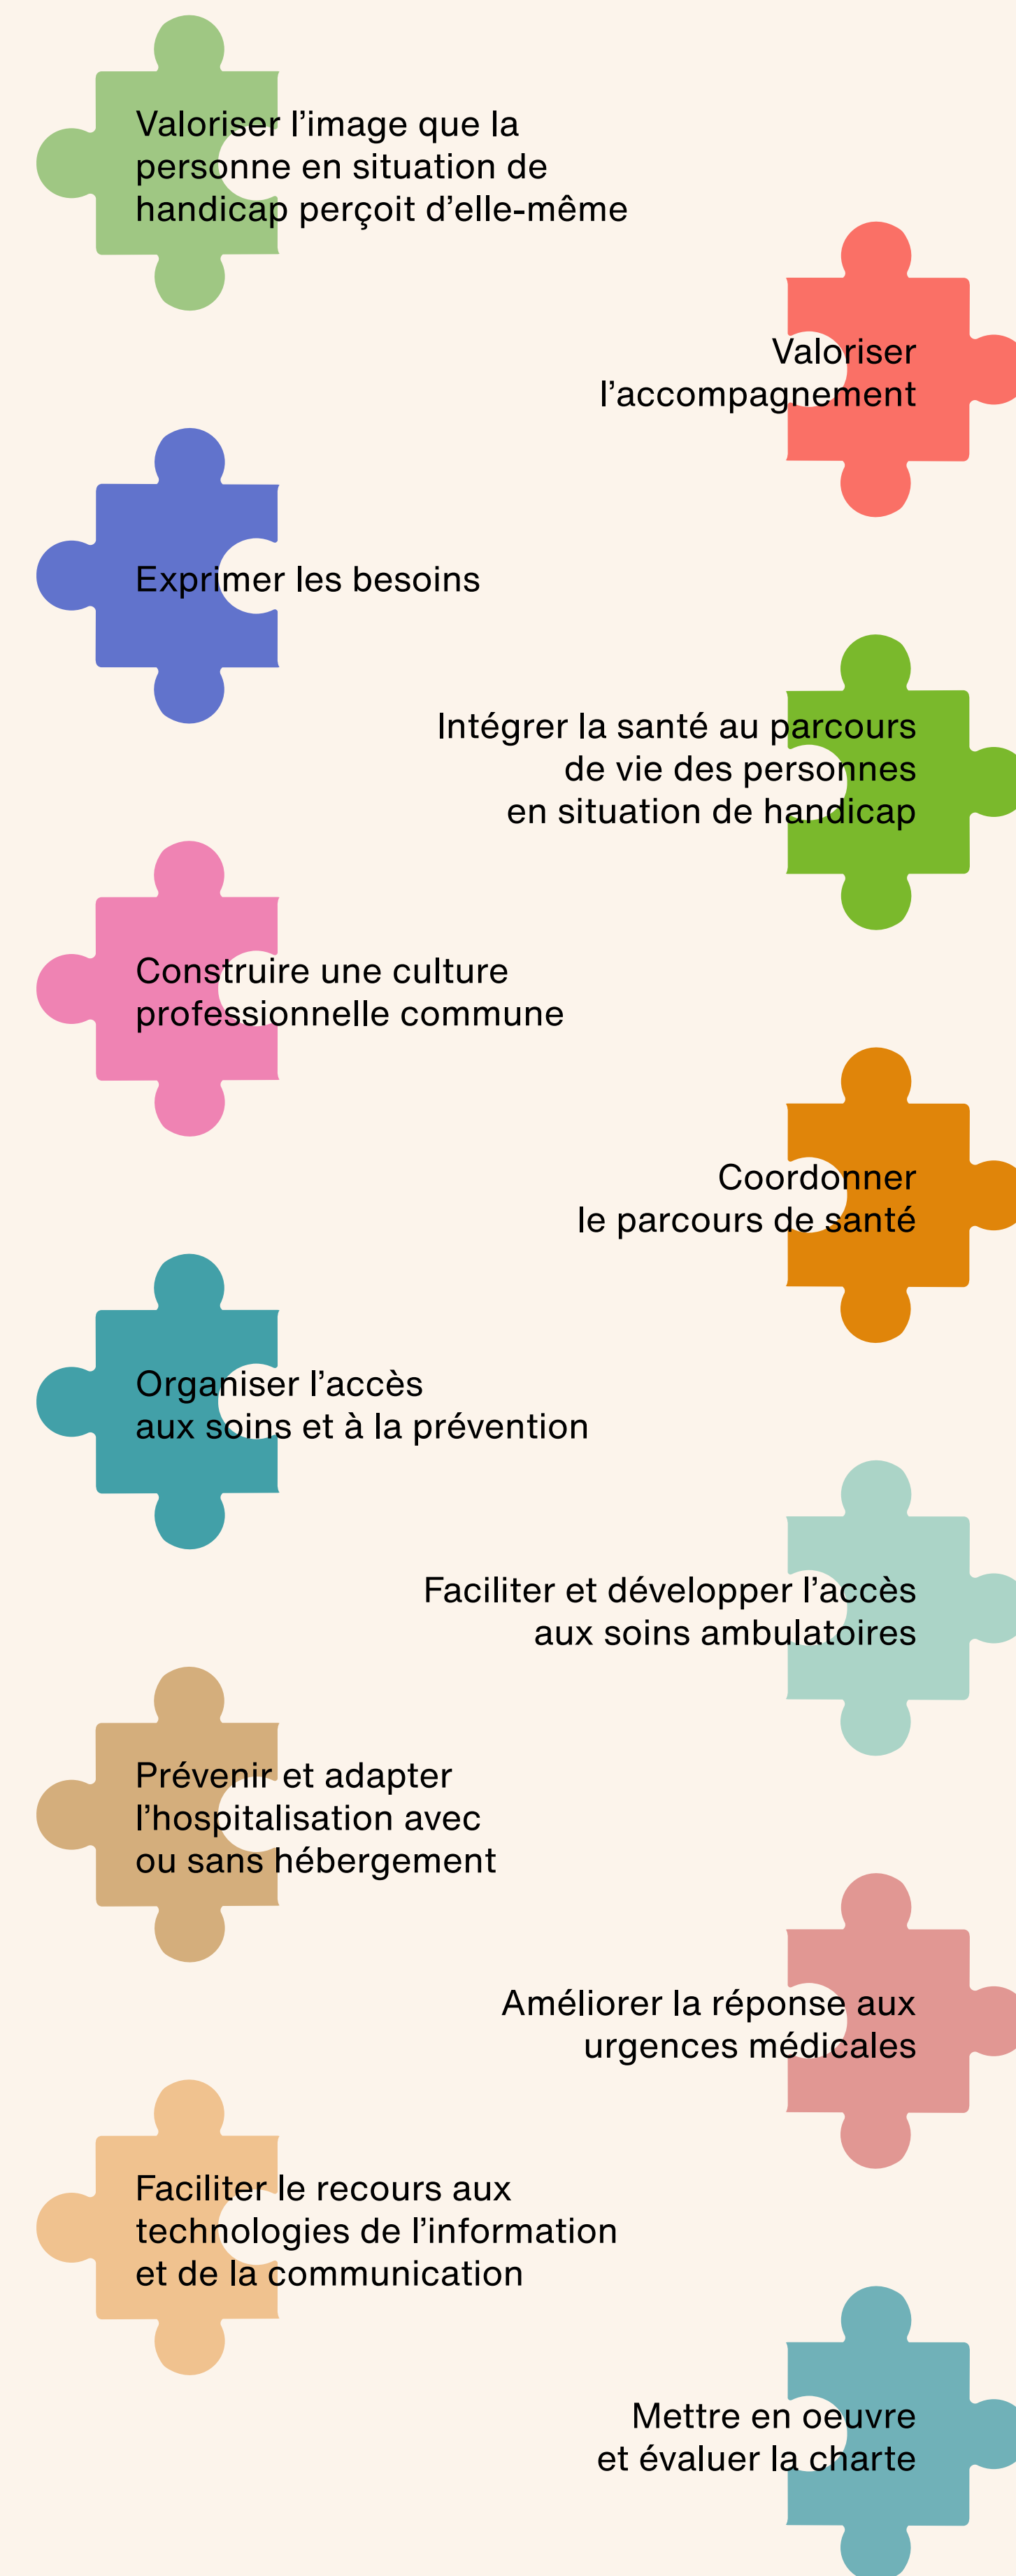 Valoriser l’image que la
personne en situation de
handicap perçoit d’elle-même
Valoriser
l’accompagnement
Exprimer les besoins
Intégrer la santé au parcours
de vie des personnes
en situation de handicap
Construire une culture
professionnelle commune
Coordonner
le parcours de santé
Organiser l’accès
aux soins et à la prévention
Faciliter et développer l’accès
aux soins ambulatoires
Prévenir et adapter
l’hospitalisation avec
ou sans hébergement
Améliorer la réponse aux
urgences médicales
Faciliter le recours aux
technologies de l’information
et de la communication
Mettre en oeuvre
et évaluer la charte